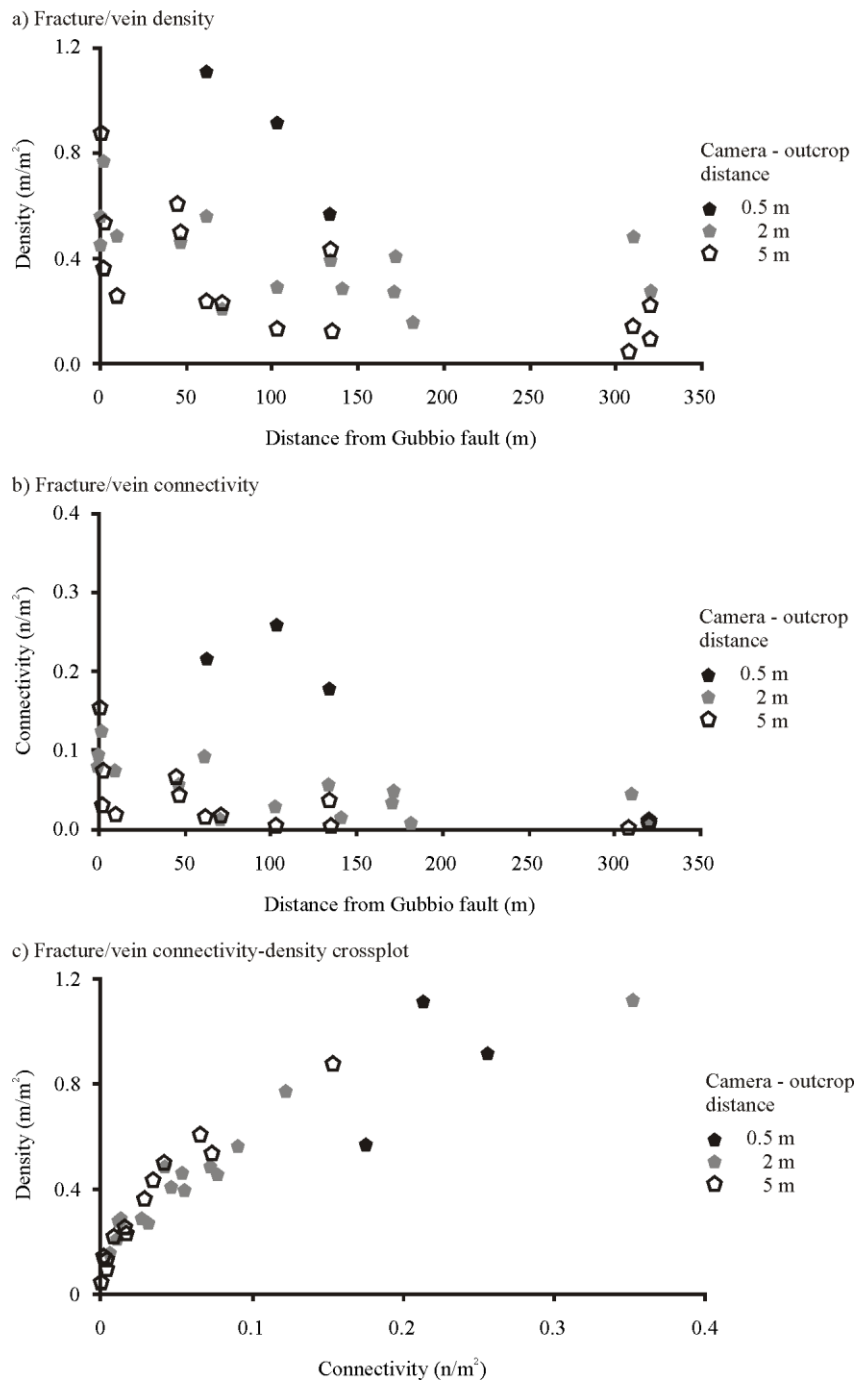 a) Fracture/vein density
1.2
0.8
0.4
0.0
Density (m/m²)
0 50 100 150 200 250 300 350
Distance from Gubbio fault (m)
Camera - outcrop
distance
0.5 m
2 m
5 m
b) Fracture/vein connectivity
0.4
0.3
0.2
0.1
0.0
Connectivity (n/m²)
0 50 100 150 200 250 300 350
Distance from Gubbio fault (m)
Camera - outcrop
distance
0.5 m
2 m
5 m
c) Fracture/vein connectivity-density crossplot
1.2
0.8
0.4
0
Density (m/m²)
0 0.1 0.2 0.3 0.4
Connectivity (n/m²)
Camera - outcrop
distance
0.5 m
2 m
5 m